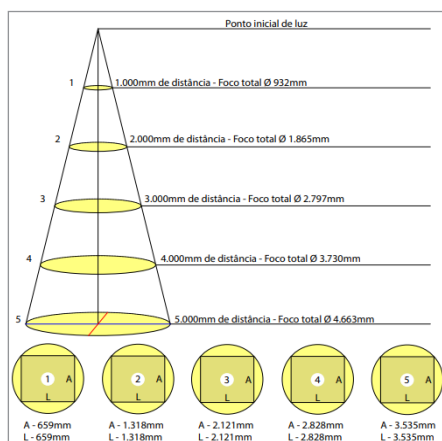 Ponto inicial de luz
1 1.000mm de distância - Foco total Ø 932mm
2 2.000mm de distância - Foco total Ø 1.865mm
3 3.000mm de distância - Foco total Ø 2.797mm
4 4.000mm de distância - Foco total Ø 3.730mm
5 5.000mm de distância - Foco total Ø 4.663mm
1 A 2 A 3 A 4 A 5 A
L L L L L
A - 659mm A - 1.318mm A - 2.121mm A - 2.828mm A - 3.535mm
L - 659mm L - 1.318mm L - 2.121mm L - 2.828mm L - 3.535mm